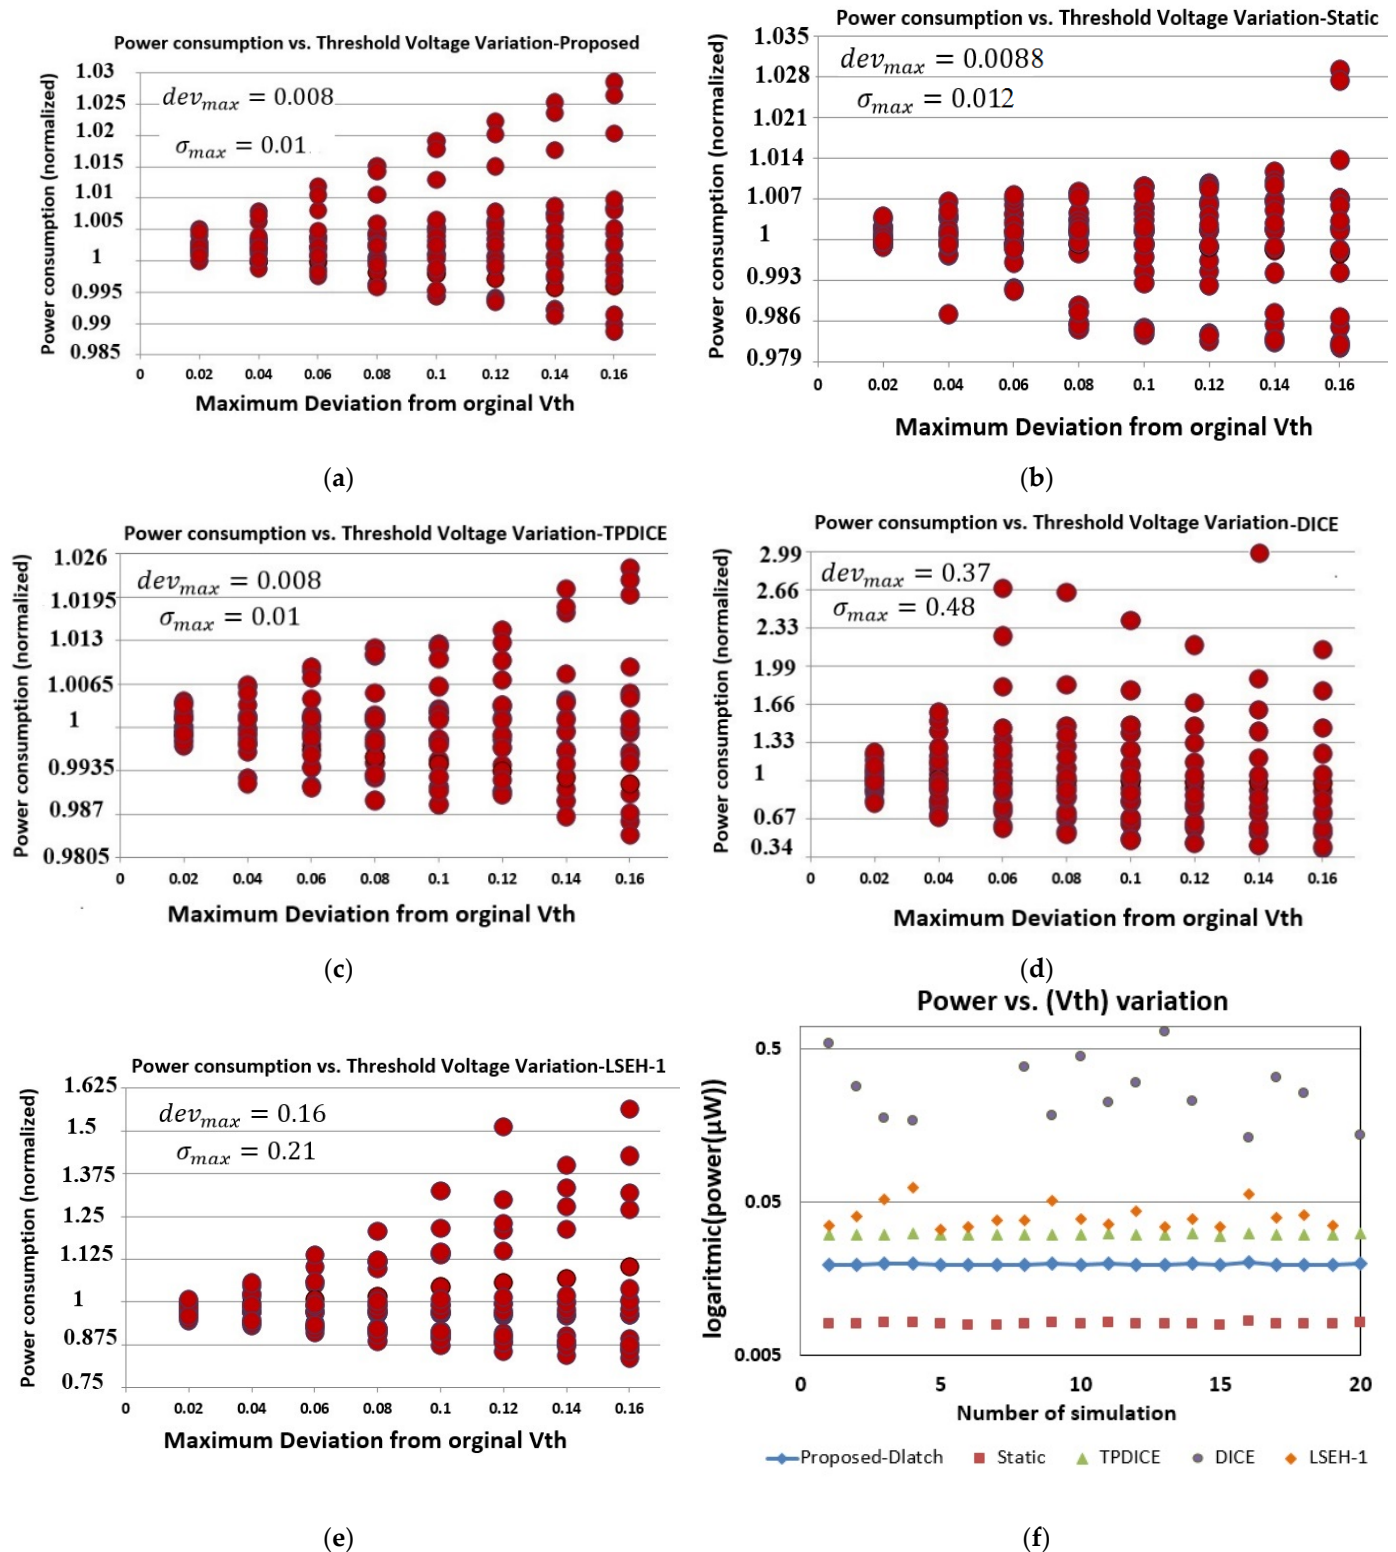 Power consumption vs. Threshold Voltage Variation-Proposed
Power consumption (normalized)
1.03
1.025
1.02
1.015
1.01
1.005
1
0.995
0.99
0.985
dev_max = 0.008
σ_max = 0.01
0 0.02 0.04 0.06 0.08 0.1 0.12 0.14 0.16
Maximum Deviation from orginal Vth
(a)
Power consumption vs. Threshold Voltage Variation-Static
Power consumption (normalized)
1.035
1.028
1.021
1.014
1.007
1
0.993
0.986
0.979
dev_max = 0.0088
σ_max = 0.012
0 0.02 0.04 0.06 0.08 0.1 0.12 0.14 0.16
Maximum Deviation from orginal Vth
(b)
Power consumption vs. Threshold Voltage Variation-TPDICE
Power consumption (normalized)
1.026
1.0195
1.013
1.0065
1
0.9935
0.987
0.9805
dev_max = 0.008
σ_max = 0.01
0 0.02 0.04 0.06 0.08 0.1 0.12 0.14 0.16
Maximum Deviation from orginal Vth
(c)
Power consumption vs. Threshold Voltage Variation-DICE
Power consumption (normalized)
2.99
2.66
2.33
1.99
1.66
1.33
1
0.67
0.34
dev_max = 0.37
σ_max = 0.48
0 0.02 0.04 0.06 0.08 0.1 0.12 0.14 0.16
Maximum Deviation from orginal Vth
(d)
Power consumption vs. Threshold Voltage Variation-LSEH-1
Power consumption (normalized)
1.625
1.5
1.375
1.25
1.125
1
0.875
0.75
dev_max = 0.16
σ_max = 0.21
0 0.02 0.04 0.06 0.08 0.1 0.12 0.14 0.16
Maximum Deviation from orginal Vth
(e)
Power vs. (Vth) variation
logaritmic(power(μW))
0.5
0.05
0.005
0 5 10 15 20
Number of simulation
Proposed-Dlatch Static TPDICE DICE LSEH-1
(f)